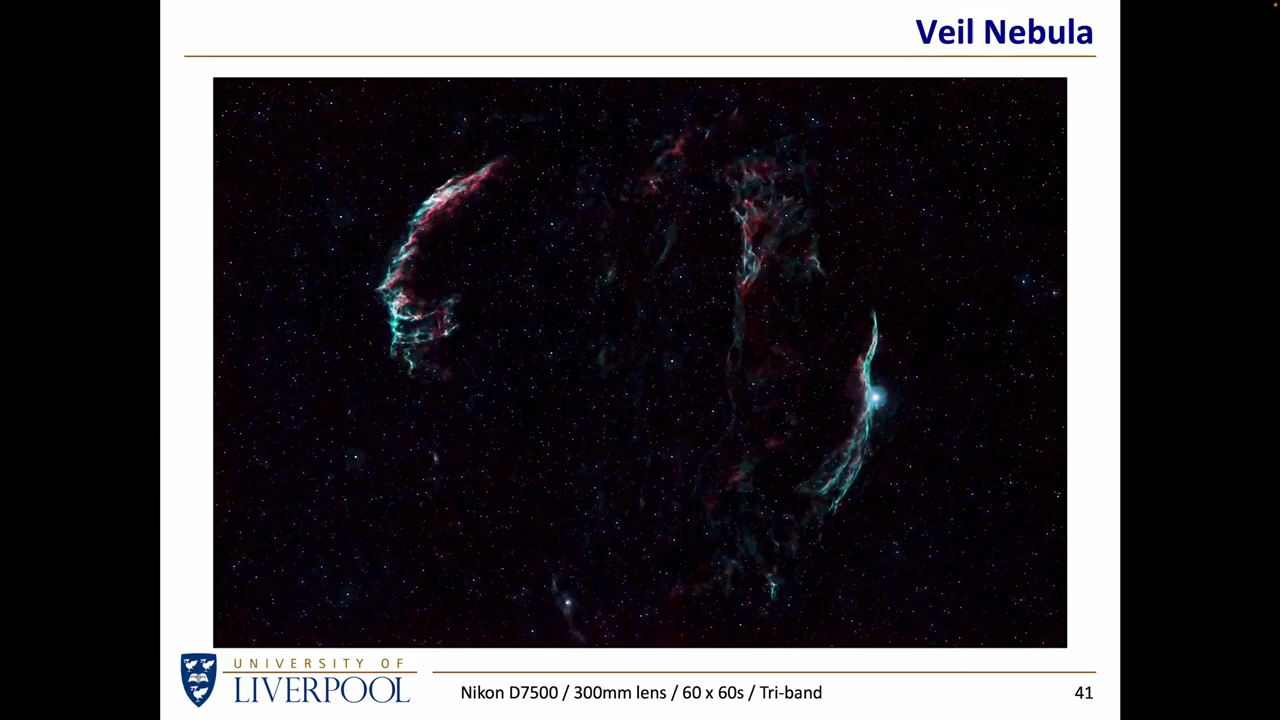 Veil Nebula
UNIVERSITY OF
LIVERPOOL
Nikon D7500 / 300mm lens / 60 x 60s / Tri-band
41